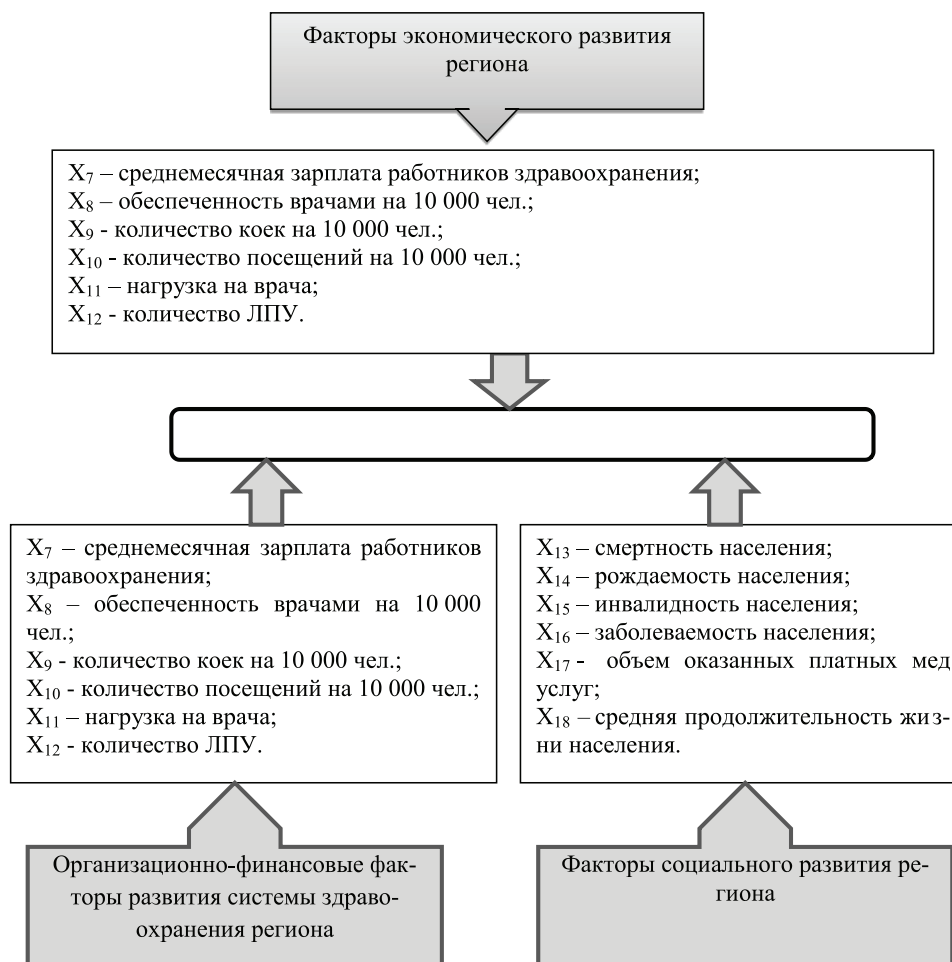 Факторы экономического развития
региона
X7 – среднемесячная зарплата работников здравоохранения;
X8 – обеспеченность врачами на 10 000 чел.;
X9 - количество коек на 10 000 чел.;
X10 - количество посещений на 10 000 чел.;
X11 – нагрузка на врача;
X12 - количество ЛПУ.
X7 – среднемесячная зарплата работников
здравоохранения;
X8 – обеспеченность врачами на 10 000
чел.;
X9 - количество коек на 10 000 чел.;
X10 - количество посещений на 10 000 чел.;
X11 – нагрузка на врача;
X12 - количество ЛПУ.
X13 – смертность населения;
X14 – рождаемость населения;
X15 – инвалидность населения;
X16 – заболеваемость населения;
X17 - объем оказанных платных мед
услуг;
X18 – средняя продолжительность жиз-
ни населения.
Организационно-финансовые фак-
торы развития системы здраво-
охранения региона
Факторы социального развития ре-
гиона